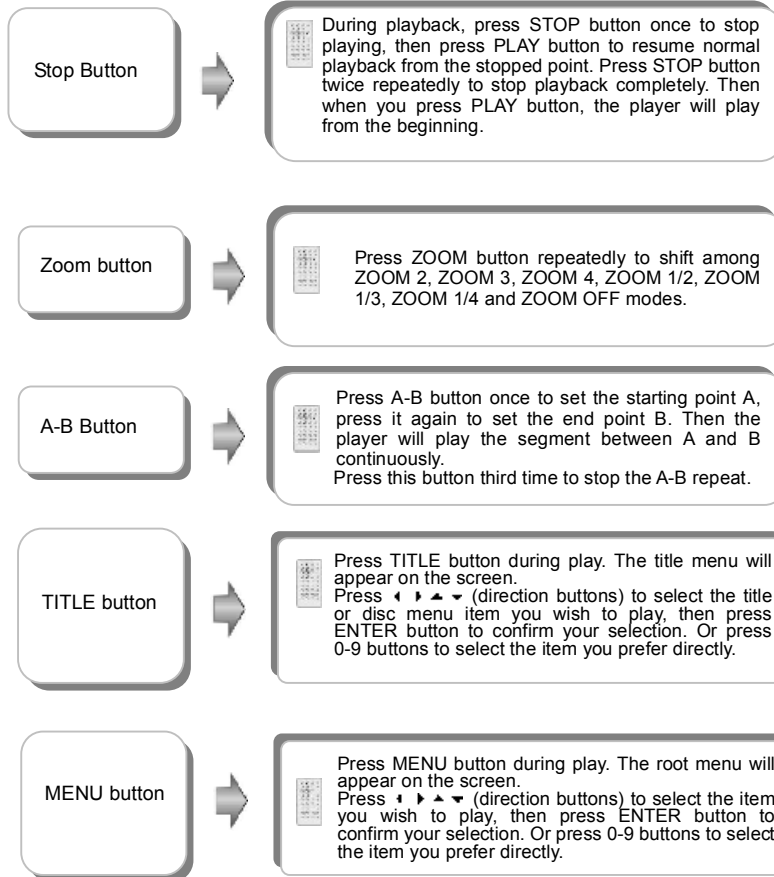 Stop Button
During playback, press STOP button once to stop
playing, then press PLAY button to resume normal
playback from the stopped point. Press STOP button
twice repeatedly to stop playback completely. Then
when you press PLAY button, the player will play
from the beginning.
Zoom button
Press ZOOM button repeatedly to shift among
ZOOM 2, ZOOM 3, ZOOM 4, ZOOM 1/2, ZOOM
1/3, ZOOM 1/4 and ZOOM OFF modes.
A-B Button
Press A-B button once to set the starting point A,
press it again to set the end point B. Then the
player will play the segment between A and B
continuously.
Press this button third time to stop the A-B repeat.
TITLE button
Press TITLE button during play. The title menu will
appear on the screen.
Press (direction buttons) to select the title
or disc menu item you wish to play, then press
ENTER button to confirm your selection. Or press
0-9 buttons to select the item you prefer directly.
MENU button
Press MENU button during play. The root menu will
appear on the screen.
Press (direction buttons) to select the item
you wish to play, then press ENTER button to
confirm your selection. Or press 0-9 buttons to select
the item you prefer directly.